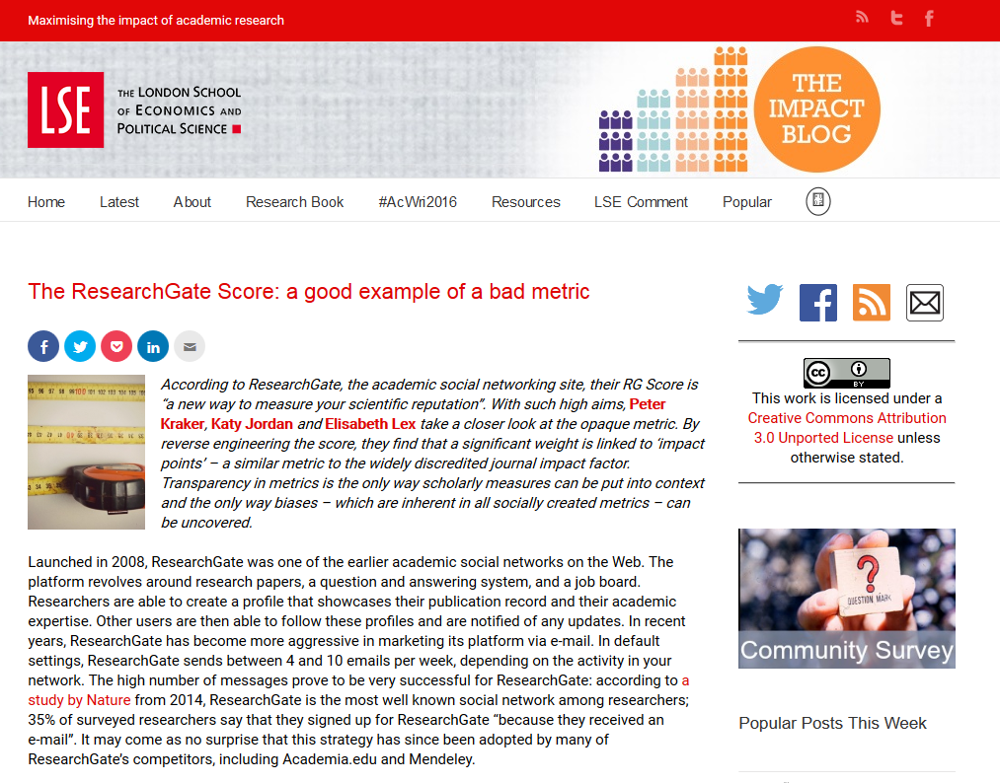 Maximising the impact of academic research
LSE
THE LONDON SCHOOL
OF ECONOMICS AND
POLITICAL SCIENCE
THE
IMPACT
BLOG
Home Latest About Research Book #AcWri2016 Resources LSE Comment Popular
The ResearchGate Score: a good example of a bad metric
According to ResearchGate, the academic social networking site, their RG Score is
“a new way to measure your scientific reputation”. With such high aims, Peter
Kraker, Katy Jordan and Elisabeth Lex take a closer look at the opaque metric. By
reverse engineering the score, they find that a significant weight is linked to ‘impact
points’ – a similar metric to the widely discredited journal impact factor.
Transparency in metrics is the only way scholarly measures can be put into context
and the only way biases – which are inherent in all socially created metrics – can
be uncovered.
Launched in 2008, ResearchGate was one of the earlier academic social networks on the Web. The
platform revolves around research papers, a question and answering system, and a job board.
Researchers are able to create a profile that showcases their publication record and their academic
expertise. Other users are then able to follow these profiles and are notified of any updates. In recent
years, ResearchGate has become more aggressive in marketing its platform via e-mail. In default
settings, ResearchGate sends between 4 and 10 emails per week, depending on the activity in your
network. The high number of messages prove to be very successful for ResearchGate: according to a
study by Nature from 2014, ResearchGate is the most well known social network among researchers;
35% of surveyed researchers say that they signed up for ResearchGate “because they received an
e-mail”. It may come as no surprise that this strategy has since been adopted by many of
ResearchGate’s competitors, including Academia.edu and Mendeley.
cc BY
This work is licensed under a
Creative Commons Attribution
3.0 Unported License unless
otherwise stated.
?
QUESTION MARK
Community Survey
Popular Posts This Week